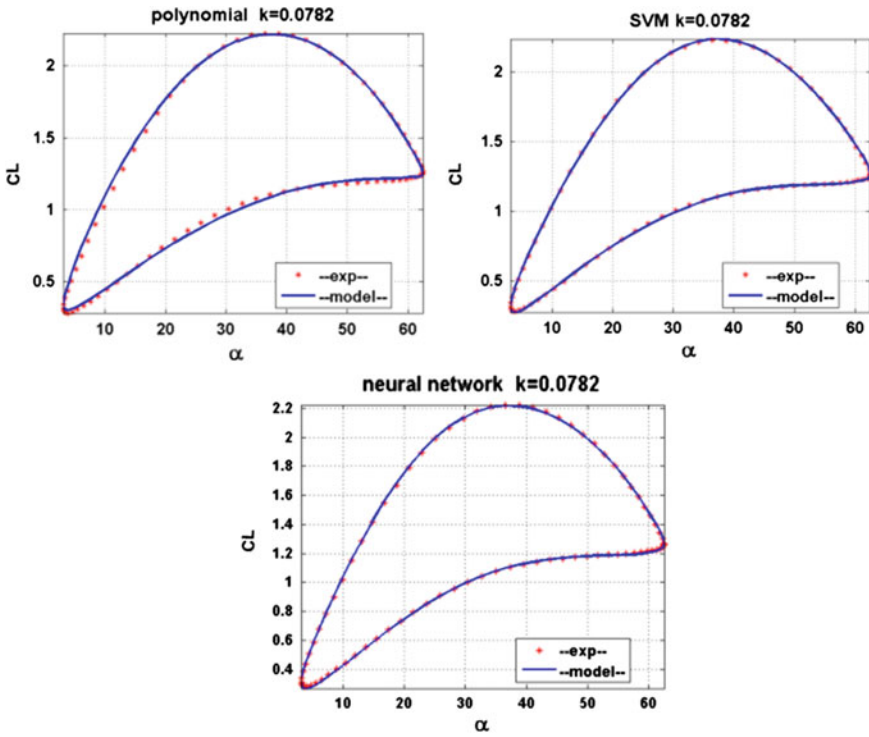 polynomial k=0.0782
2
1.5
1
0.5
CL
--exp--
--model--
10 20 30 40 50 60
α
SVM k=0.0782
2
1.5
1
0.5
CL
--exp--
--model--
10 20 30 40 50 60
α
neural network k=0.0782
2.2
2
1.8
1.6
1.4
1.2
1
0.8
0.6
0.4
CL
--exp--
--model--
10 20 30 40 50 60
α